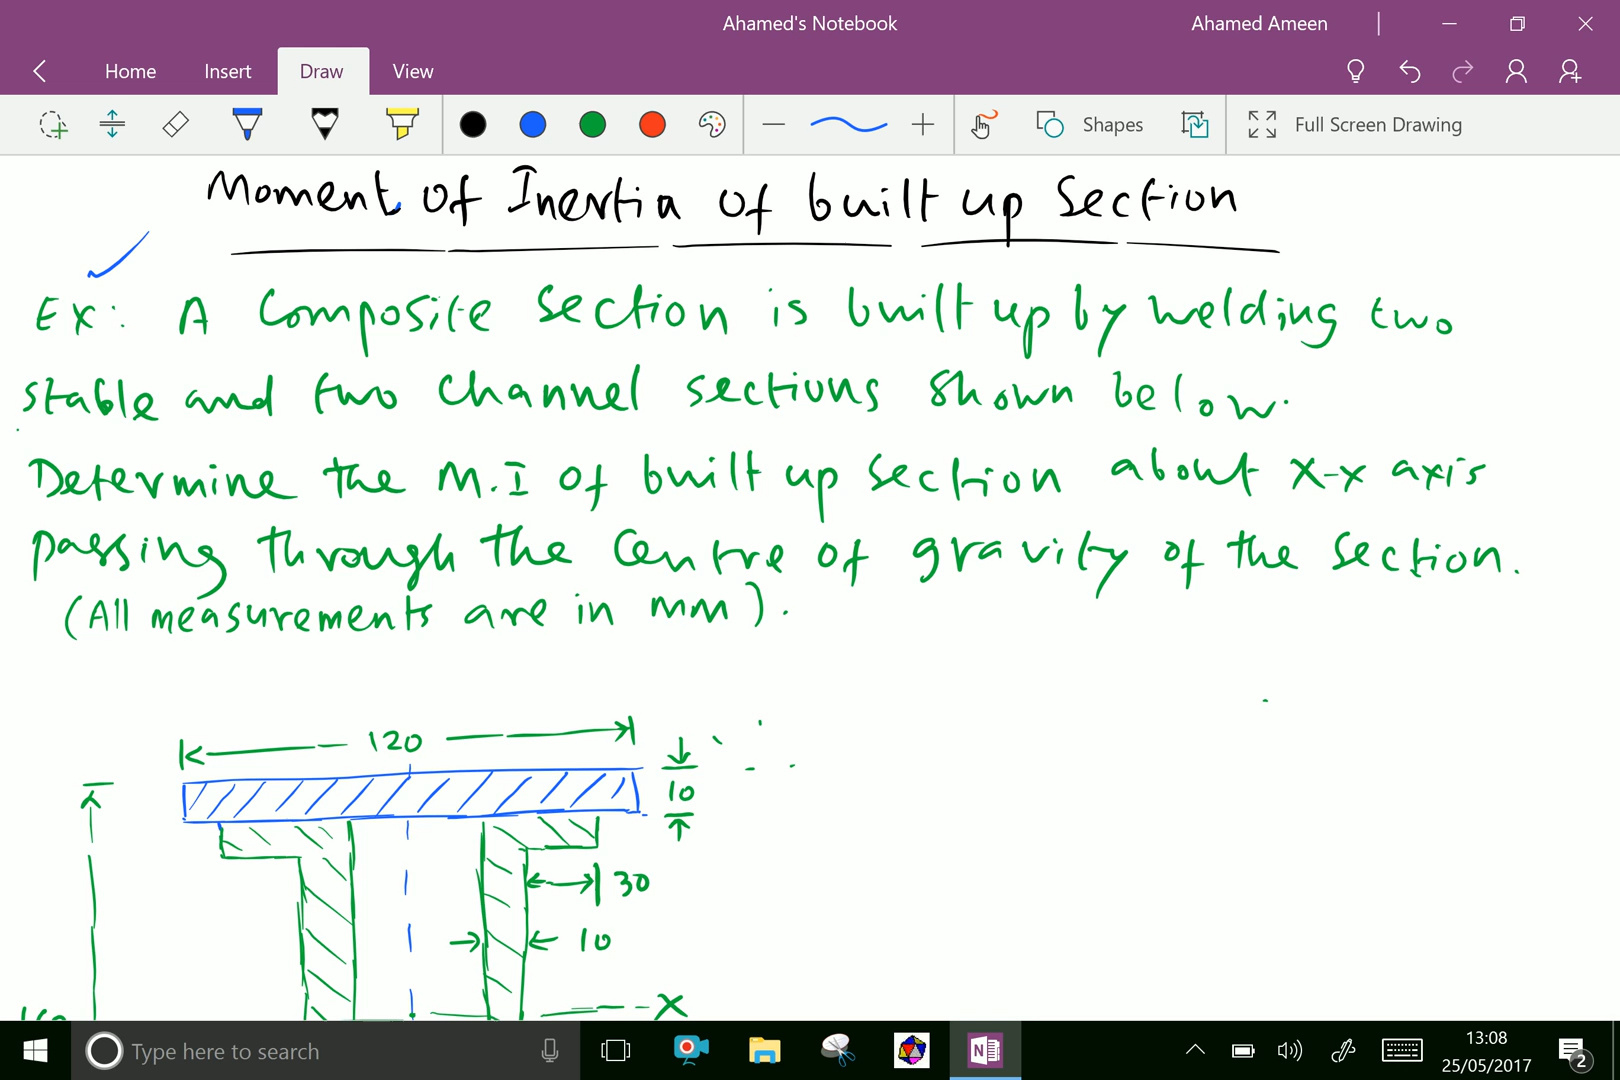 Ahamed's Notebook
Ahamed Ameen
Home Insert Draw View
Shapes
Full Screen Drawing
Moment of Inertia of built up section
Ex: A composite section is built up by welding two
stable and two channel sections shown below.
Determine the M.I of built up section about x-x axis
passing through the centre of gravity of the section.
(All measurements are in mm).
120
10
30
10
X
Type here to search
13:08
25/05/2017
2